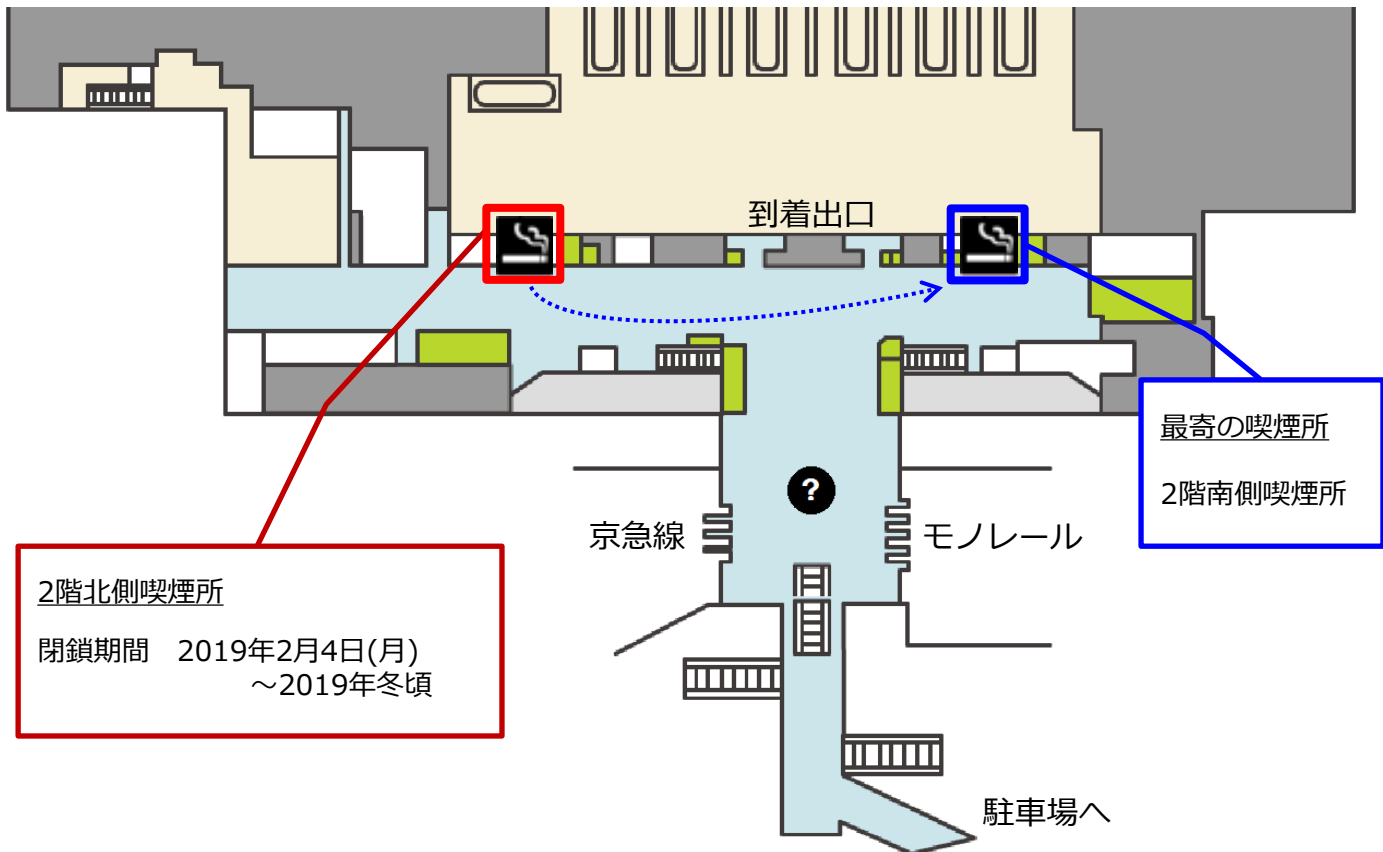 到着出口
最寄の喫煙所
2階南側喫煙所
?
京急線
モノレール
2階北側喫煙所
閉鎖期間　2019年2月4日(月)
～2019年冬頃
駐車場へ